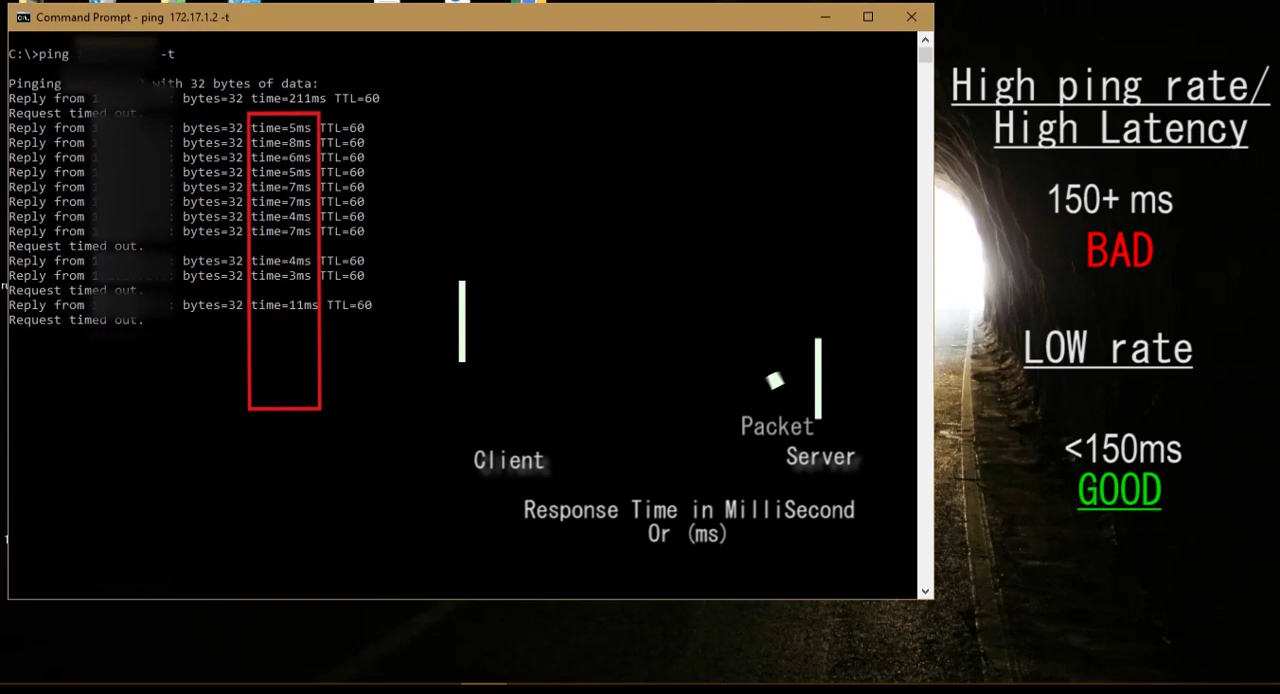 Command Prompt - ping 172.17.1.2 -t
C:\>ping -t
Pinging with 32 bytes of data:
Reply from : bytes=32 time=211ms TTL=60
Request timed out.
Reply from : bytes=32 time=5ms TTL=60
Reply from : bytes=32 time=8ms TTL=60
Reply from : bytes=32 time=6ms TTL=60
Reply from : bytes=32 time=5ms TTL=60
Reply from : bytes=32 time=7ms TTL=60
Reply from : bytes=32 time=7ms TTL=60
Reply from : bytes=32 time=4ms TTL=60
Reply from : bytes=32 time=7ms TTL=60
Request timed out.
Reply from : bytes=32 time=4ms TTL=60
Reply from : bytes=32 time=3ms TTL=60
Request timed out.
Reply from : bytes=32 time=11ms TTL=60
Request timed out.
Packet
Client
Server
Response Time in MilliSecond
Or (ms)
High ping rate/
High Latency
150+ ms
BAD
LOW rate
<150ms
GOOD